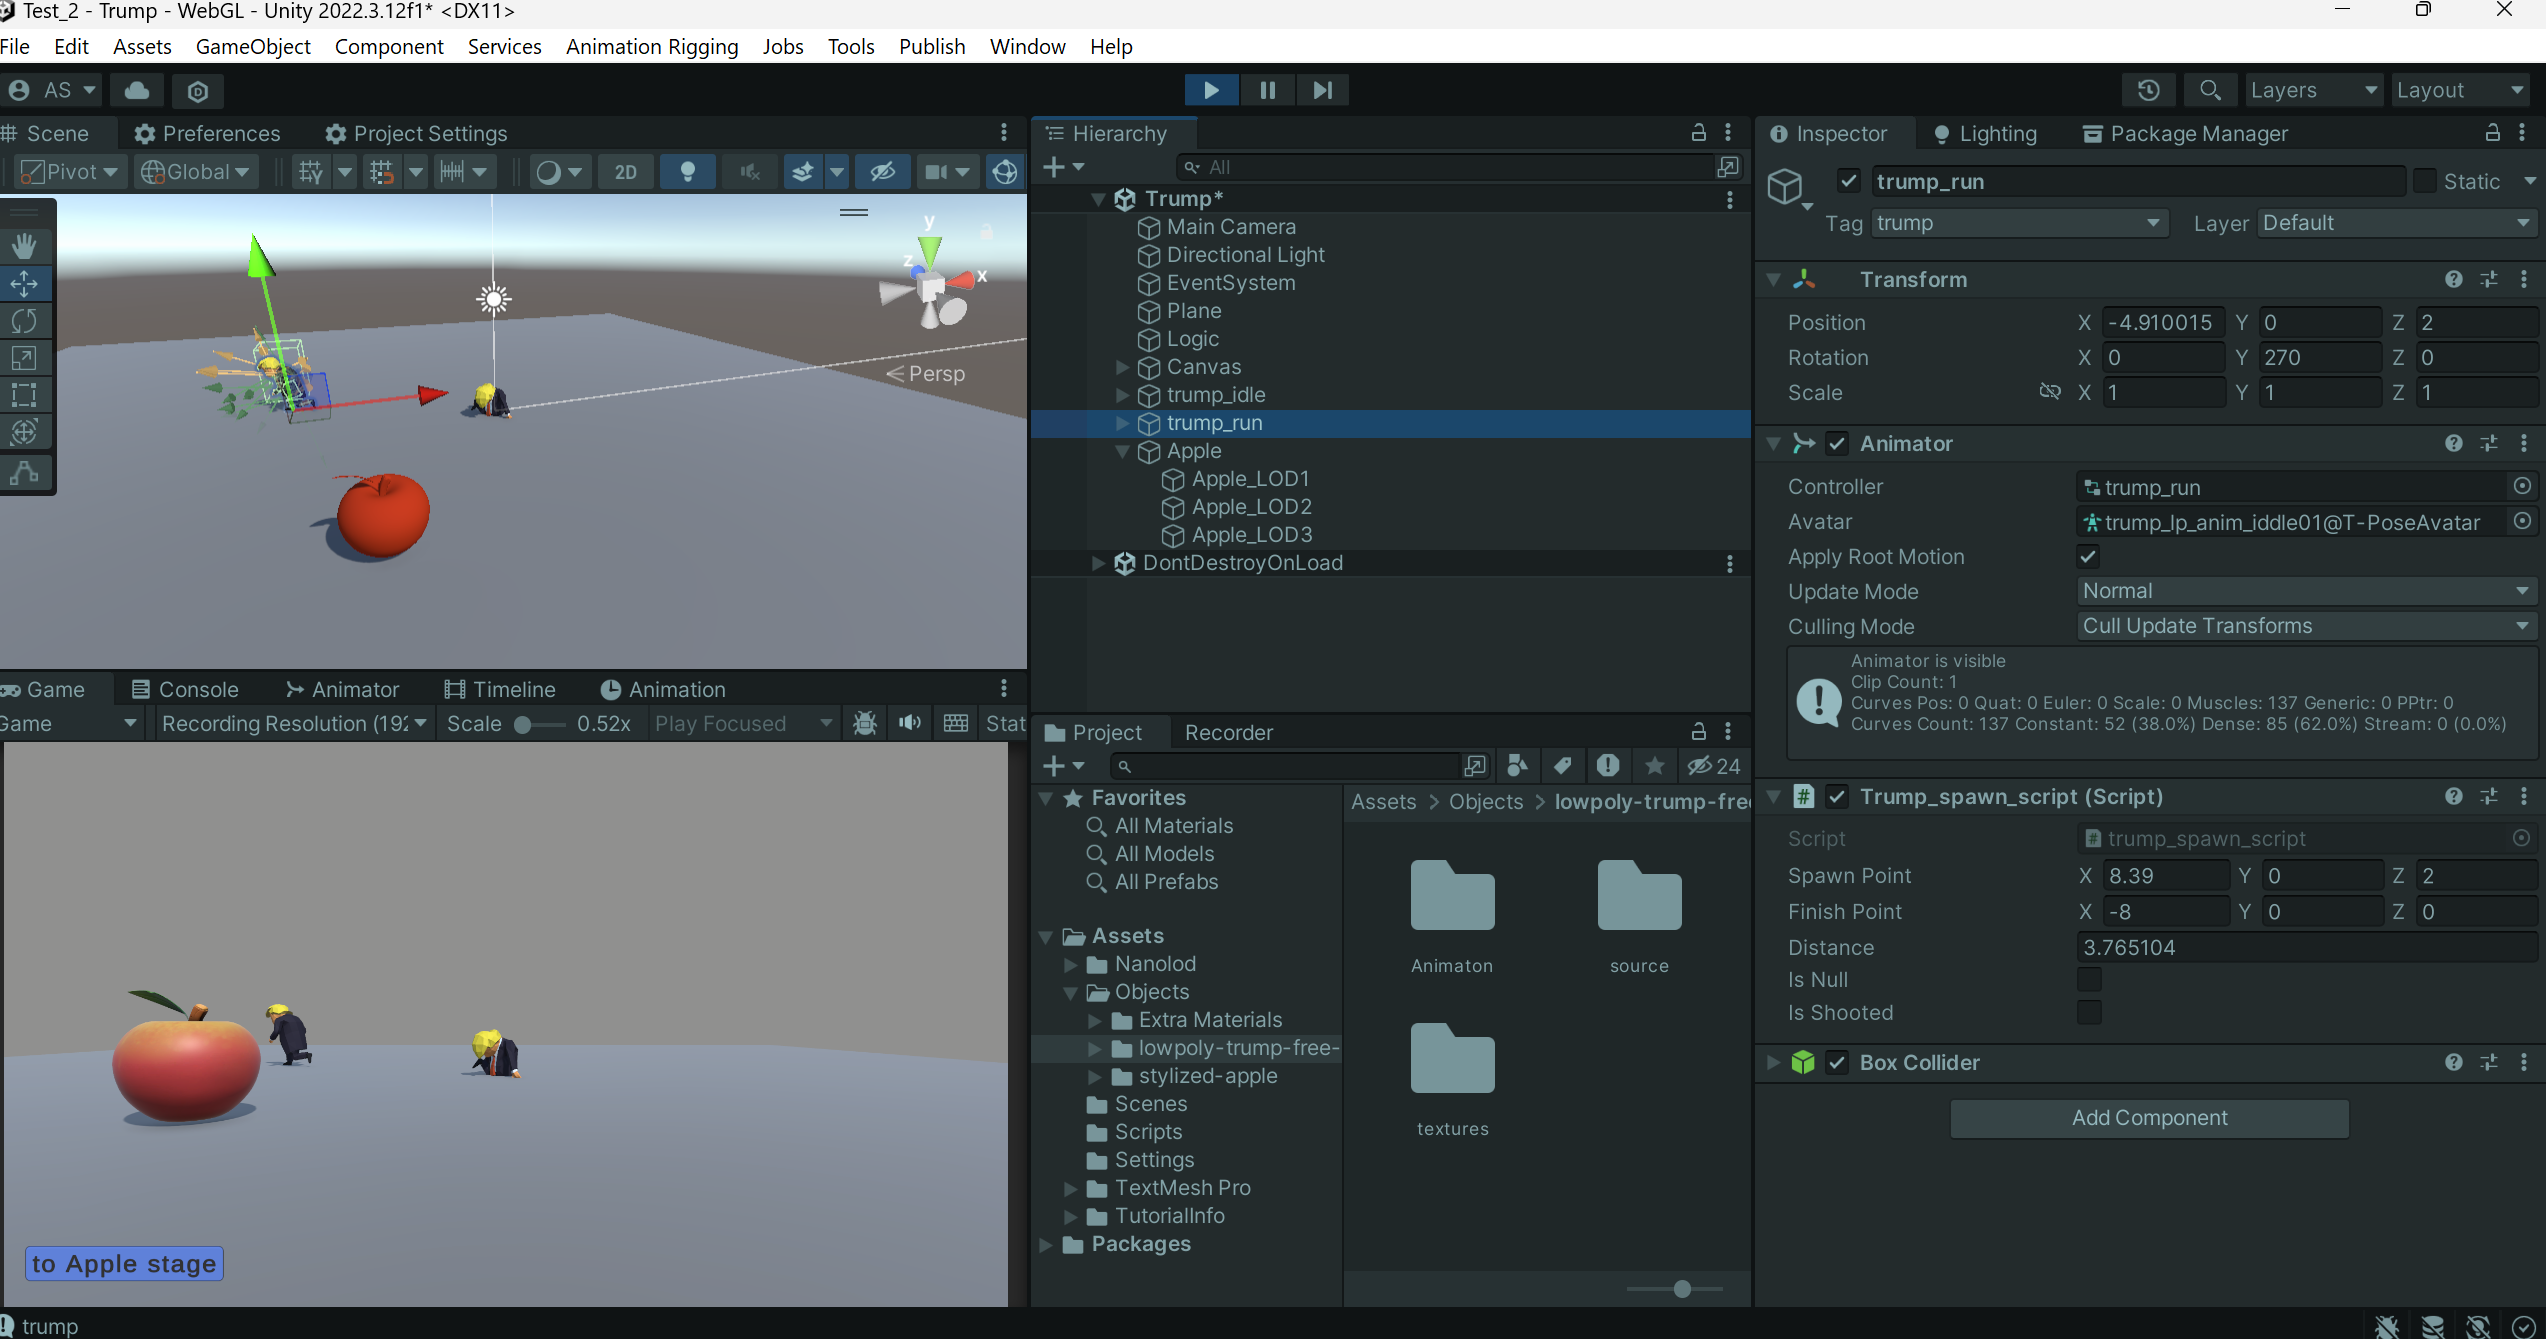 Test_2 - Trump - WebGL - Unity 2022.3.12f1* <DX11>
File Edit Assets GameObject Component Services Animation Rigging Jobs Tools Publish Window Help
AS Layers Layout
Scene Preferences Project Settings
Pivot Global 2D
y
z x
Persp
Game Console Animator Timeline Animation
Game Recording Resolution (192 Scale 0.52x Play Focused Stat
to Apple stage
Hierarchy
All
Trump*
Main Camera
Directional Light
EventSystem
Plane
Logic
Canvas
trump_idle
trump_run
Apple
Apple_LOD1
Apple_LOD2
Apple_LOD3
DontDestroyOnLoad
Project Recorder
24
Favorites
All Materials
All Models
All Prefabs
Assets
Nanolod
Objects
Extra Materials
lowpoly-trump-free-
stylized-apple
Scenes
Scripts
Settings
TextMesh Pro
TutorialInfo
Packages
Assets > Objects > lowpoly-trump-free
Animaton source
textures
Inspector Lighting Package Manager
trump_run Static
Tag trump Layer Default
Transform
Position X -4.910015 Y 0 Z 2
Rotation X 0 Y 270 Z 0
Scale X 1 Y 1 Z 1
Animator
Controller trump_run
Avatar trump_lp_anim_iddle01@T-PoseAvatar
Apply Root Motion
Update Mode Normal
Culling Mode Cull Update Transforms
Animator is visible
Clip Count: 1
Curves Pos: 0 Quat: 0 Euler: 0 Scale: 0 Muscles: 137 Generic: 0 PPtr: 0
Curves Count: 137 Constant: 52 (38.0%) Dense: 85 (62.0%) Stream: 0 (0.0%)
Trump_spawn_script (Script)
Script trump_spawn_script
Spawn Point X 8.39 Y 0 Z 2
Finish Point X -8 Y 0 Z 0
Distance 3.765104
Is Null
Is Shooted
Box Collider
Add Component
trump